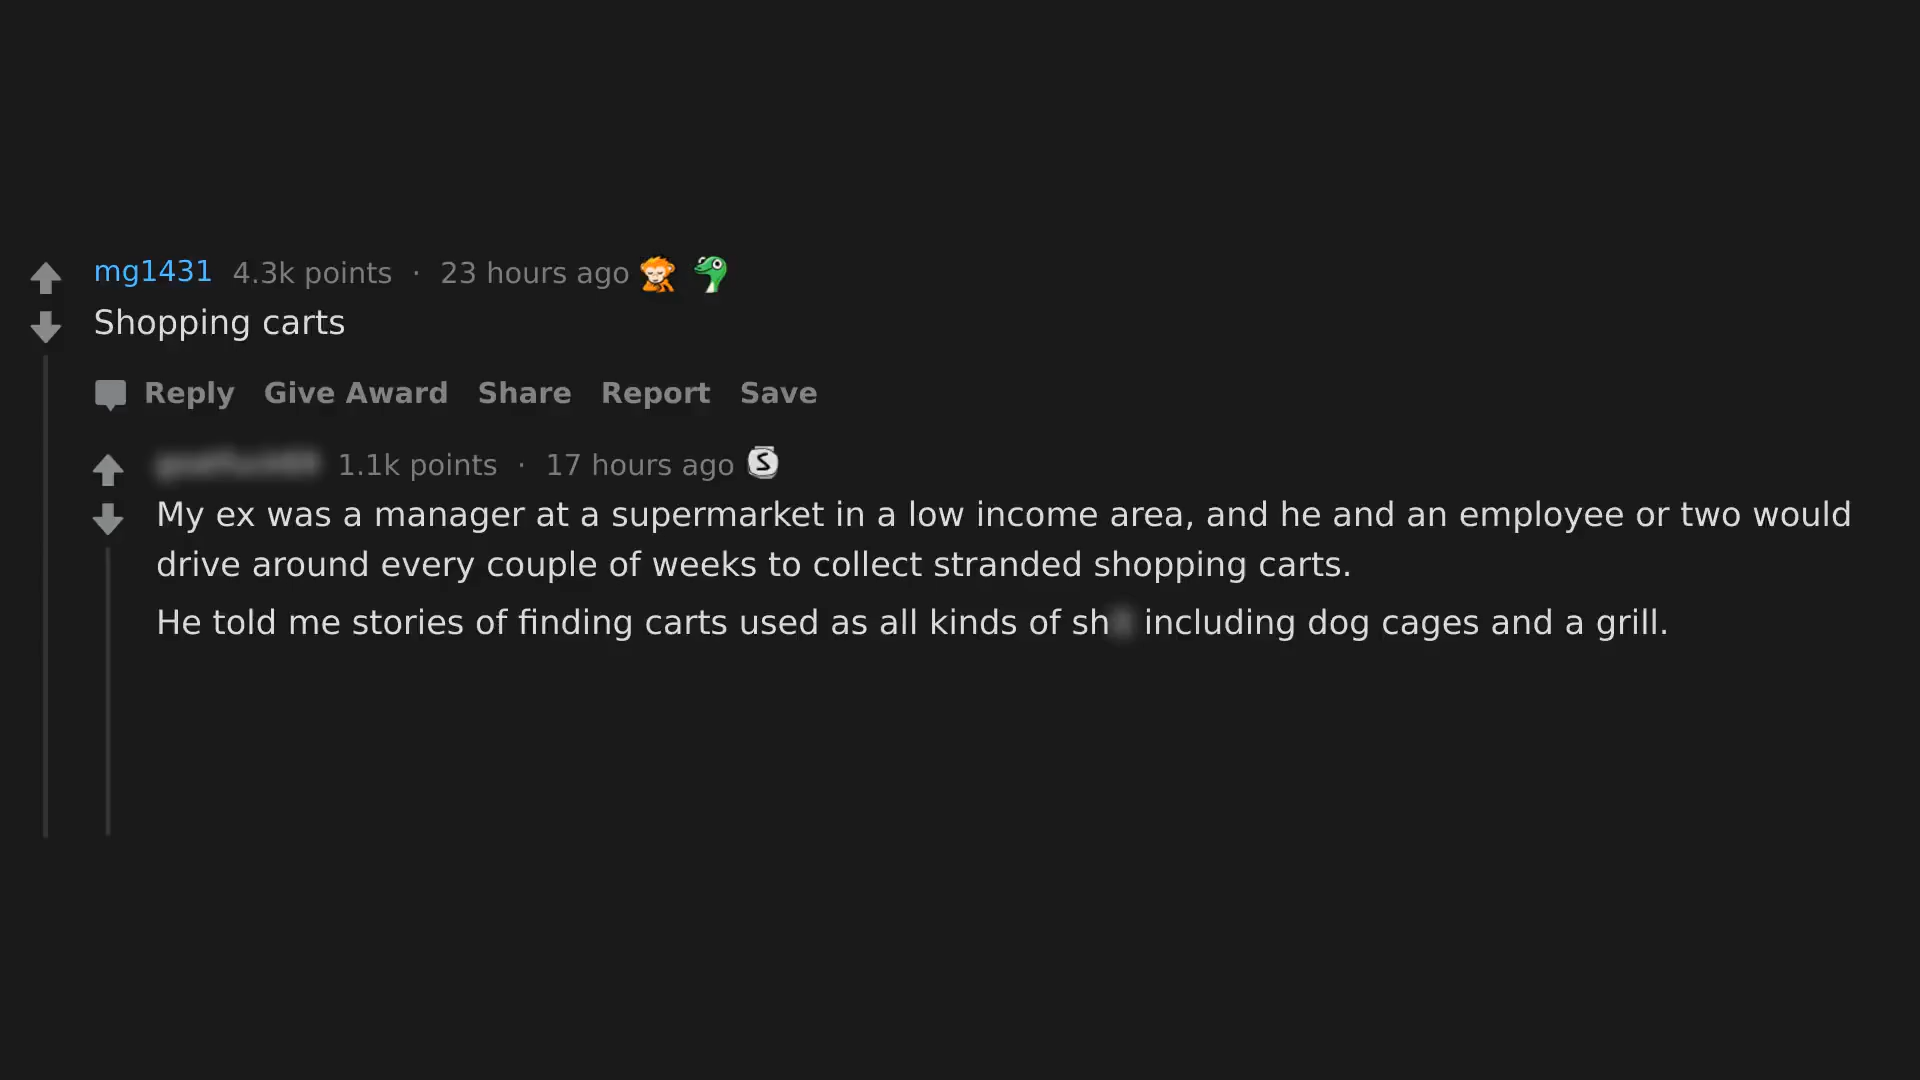 mg1431 4.3k points · 23 hours ago
Shopping carts
Reply Give Award Share Report Save
1.1k points · 17 hours ago S
My ex was a manager at a supermarket in a low income area, and he and an employee or two would
drive around every couple of weeks to collect stranded shopping carts.
He told me stories of finding carts used as all kinds of sh including dog cages and a grill.